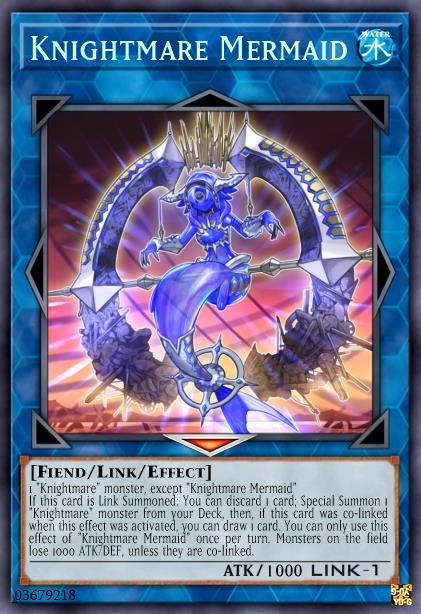 Knightmare Mermaid
WATER
水
[Fiend/Link/Effect]
1 "Knightmare" monster, except "Knightmare Mermaid"
If this card is Link Summoned: You can discard 1 card; Special Summon 1
"Knightmare" monster from your Deck, then, if this card was co-linked
when this effect was activated, you can draw 1 card. You can only use this
effect of "Knightmare Mermaid" once per turn. Monsters on the field
lose 1000 ATK/DEF, unless they are co-linked.
ATK/1000 LINK-1
03679218